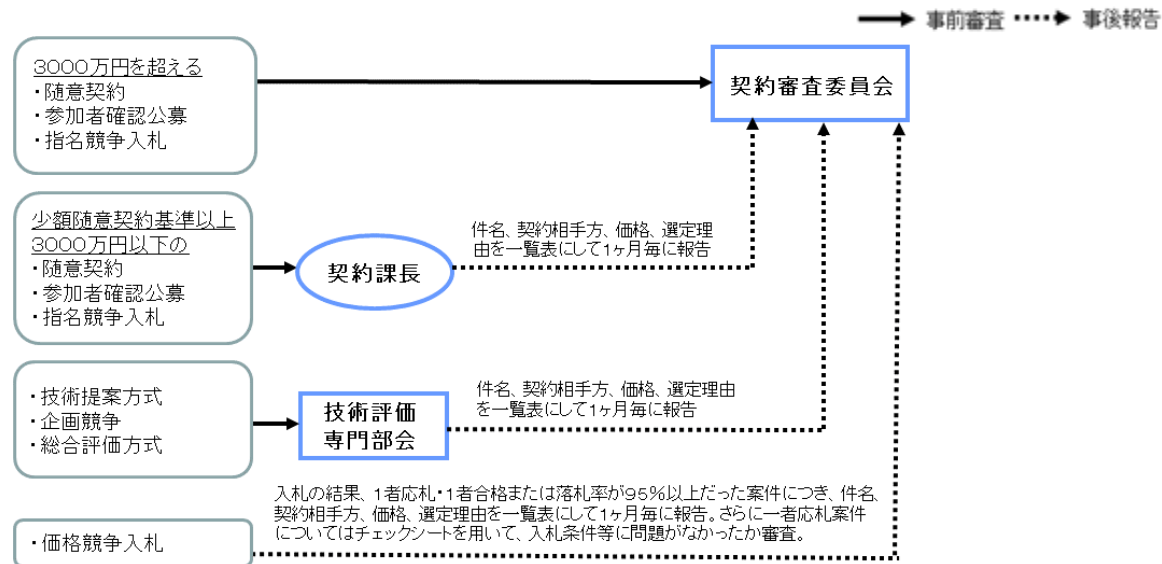 事前審査 事後報告
3000万円を超える
・随意契約
・参加者確認公募
・指名競争入札
契約審査委員会
少額随意契約基準以上
3000万円以下の
・随意契約
・参加者確認公募
・指名競争入札
契約課長
件名、契約相手方、価格、選定理
由を一覧表にして1ヶ月毎に報告
・技術提案方式
・企画競争
・総合評価方式
技術評価
専門部会
件名、契約相手方、価格、選定理由
を一覧表にして1ヶ月毎に報告
・価格競争入札
入札の結果、1者応札・1者合格または落札率が95%以上だった案件につき、件名、
契約相手方、価格、選定理由を一覧表にして1ヶ月毎に報告。さらに一者応札案件
についてはチェックシートを用いて、入札条件等に問題がなかったか審査。